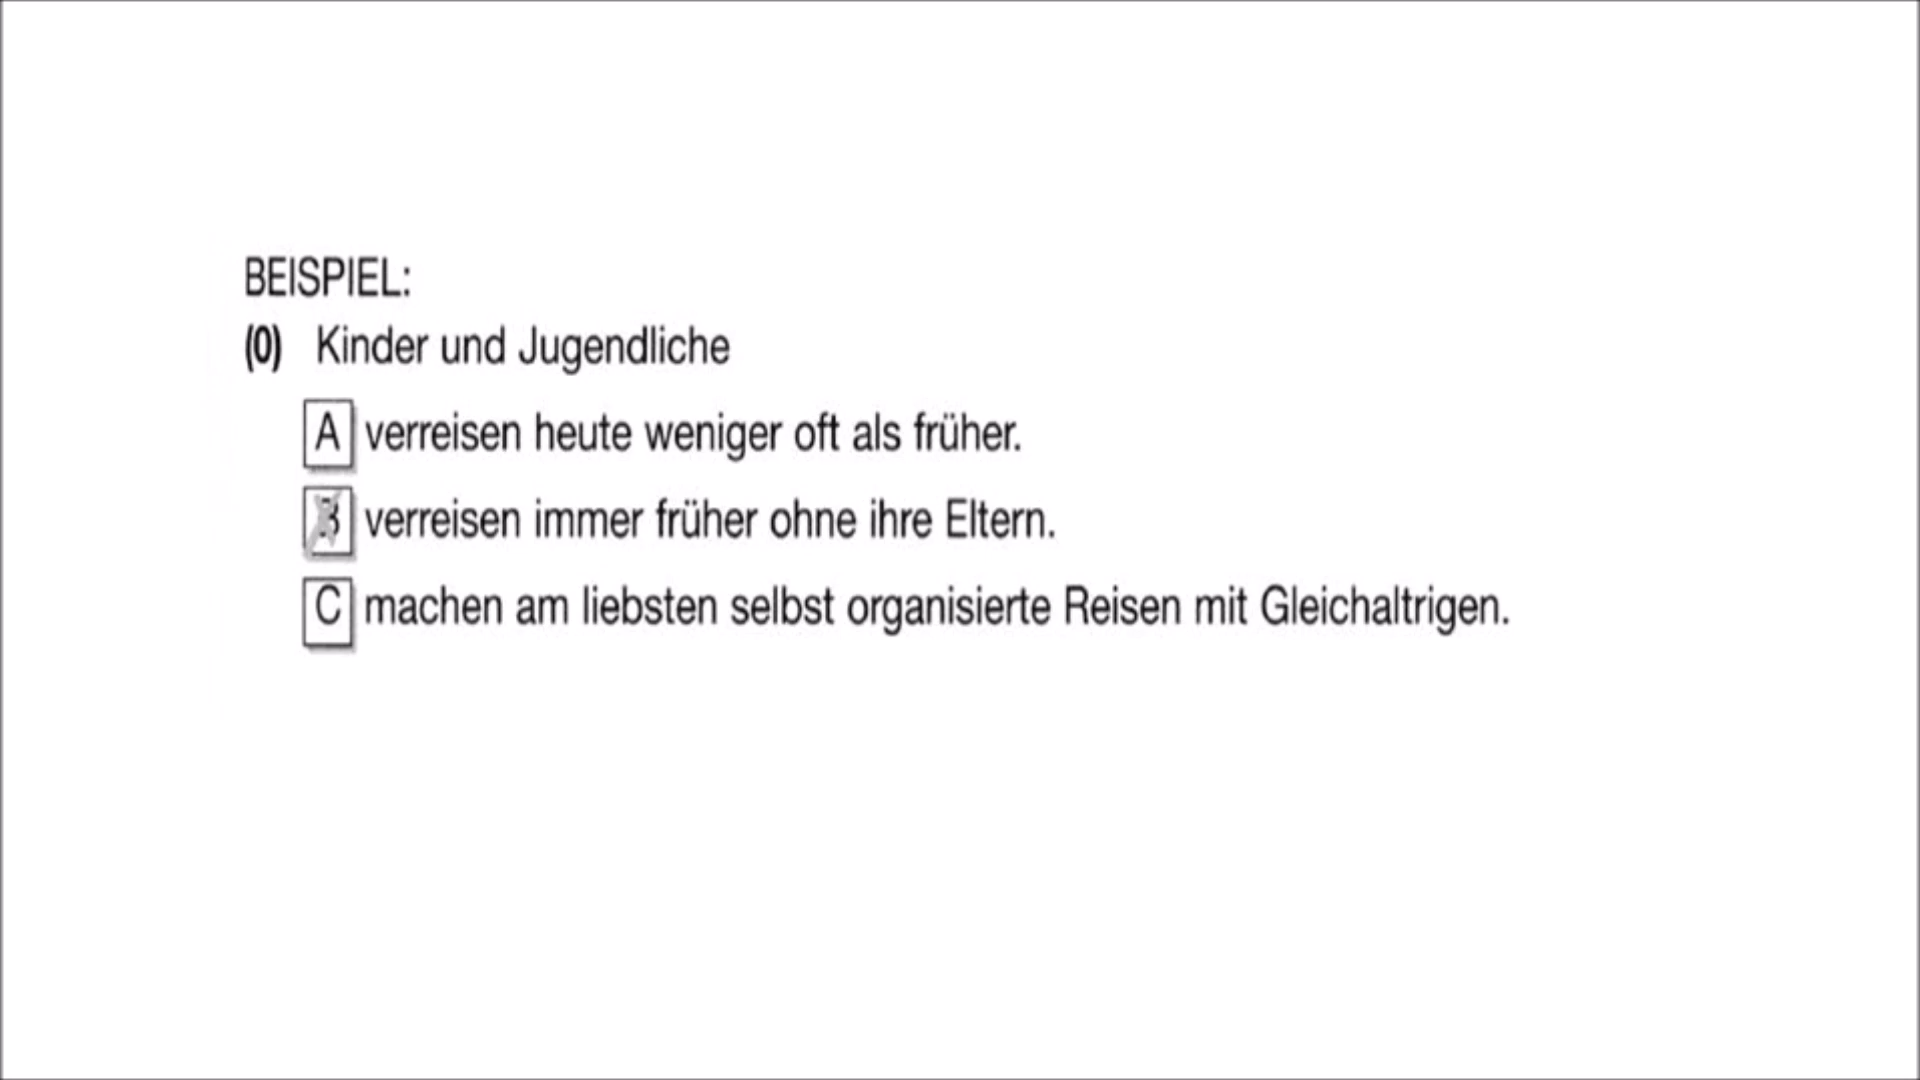 BEISPIEL:
(0) Kinder und Jugendliche
A verreisen heute weniger oft als früher.
B verreisen immer früher ohne ihre Eltern.
C machen am liebsten selbst organisierte Reisen mit Gleichaltrigen.